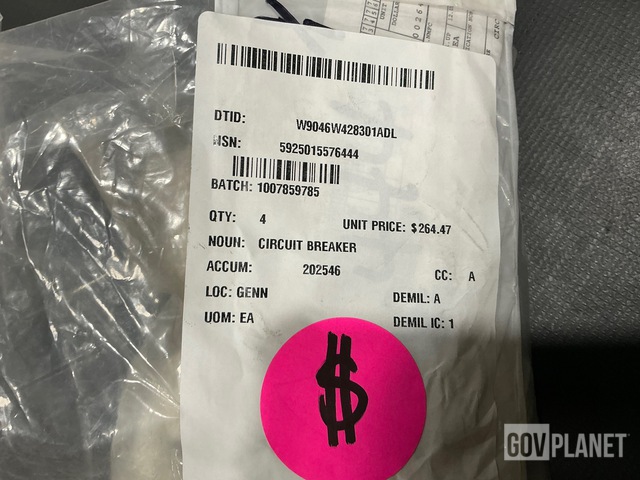 DTID: W9046W428301ADL
NSN: 5925015576444
BATCH: 1007859785
QTY: 4 UNIT PRICE: $264.47
NOUN: CIRCUIT BREAKER
ACCUM: 202546 CC: A
LOC: GENN DEMIL: A
UOM: EA DEMIL IC: 1
$
GOVPLANET